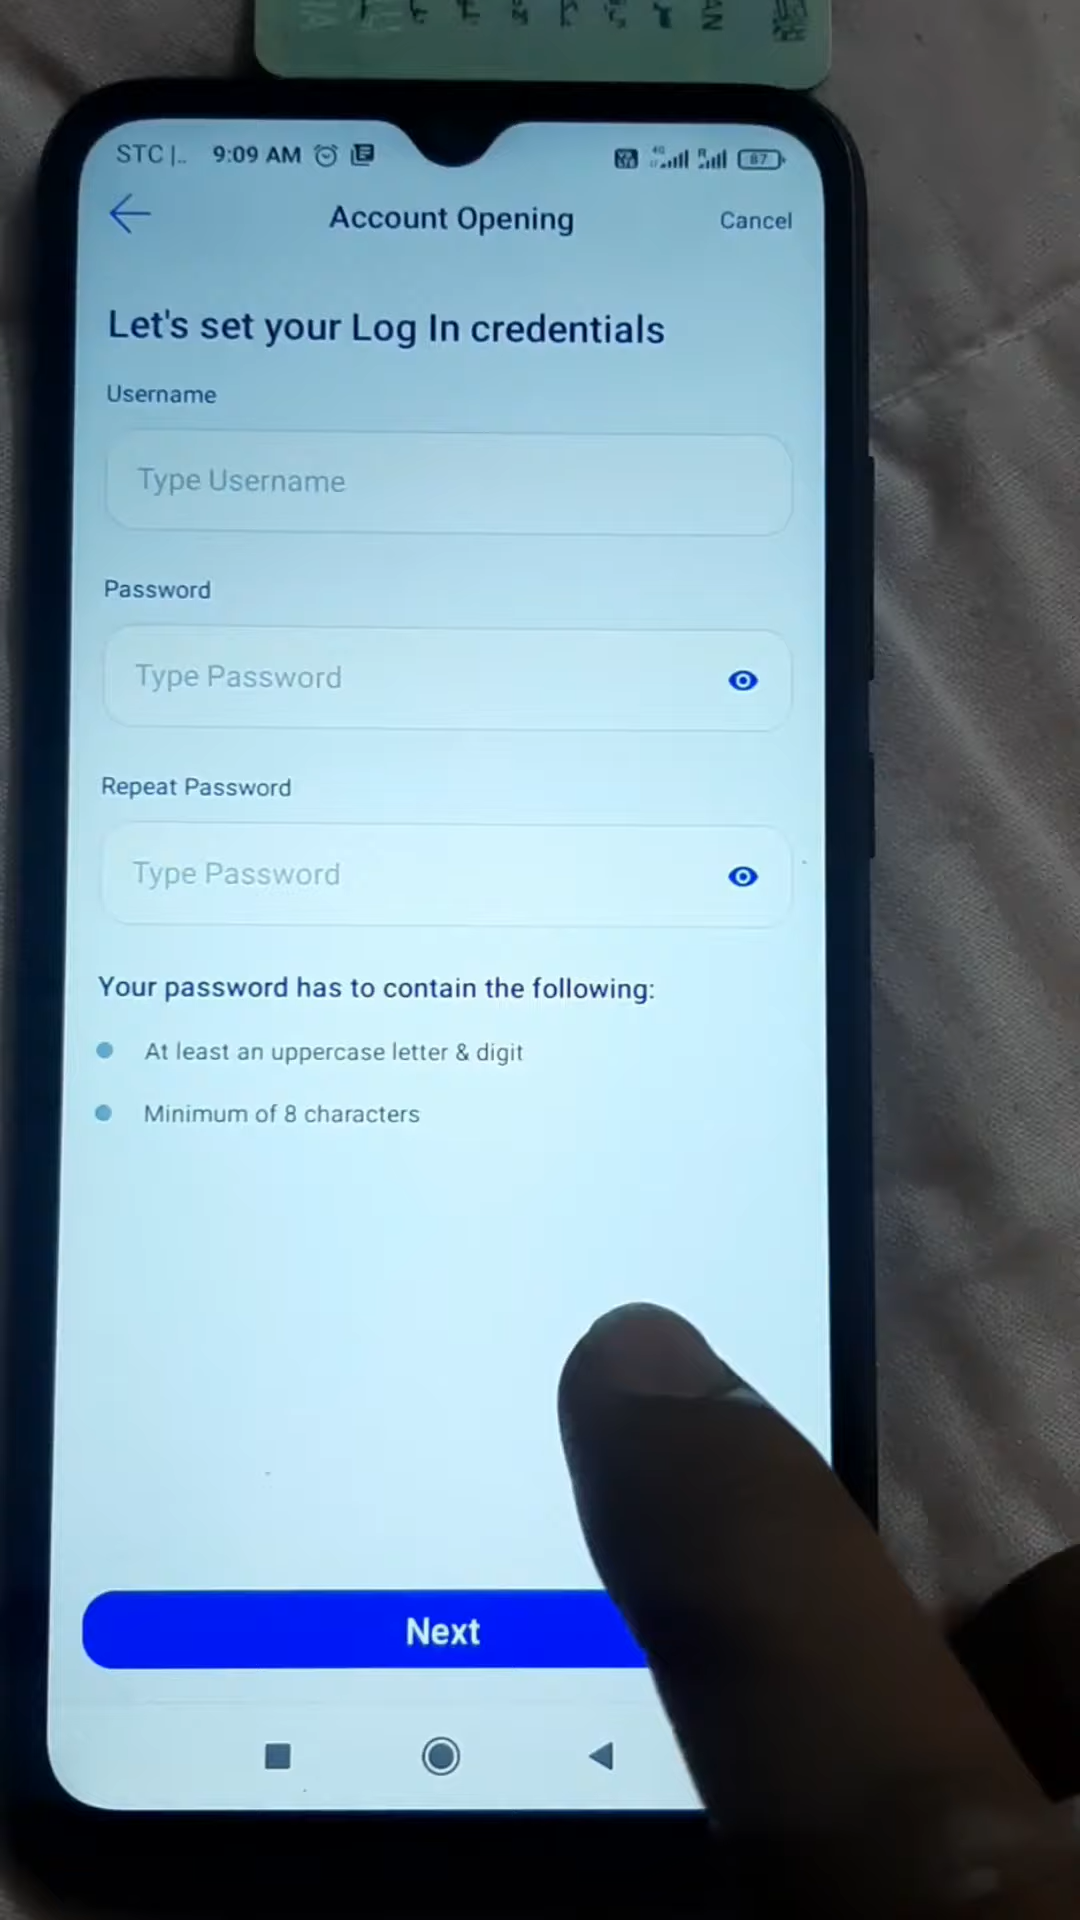 STC |..
9:09 AM
4G
R
87
Account Opening
Cancel
Let's set your Log In credentials
Username
Type Username
Password
Type Password
Repeat Password
Type Password
Your password has to contain the following:
At least an uppercase letter & digit
Minimum of 8 characters
Next